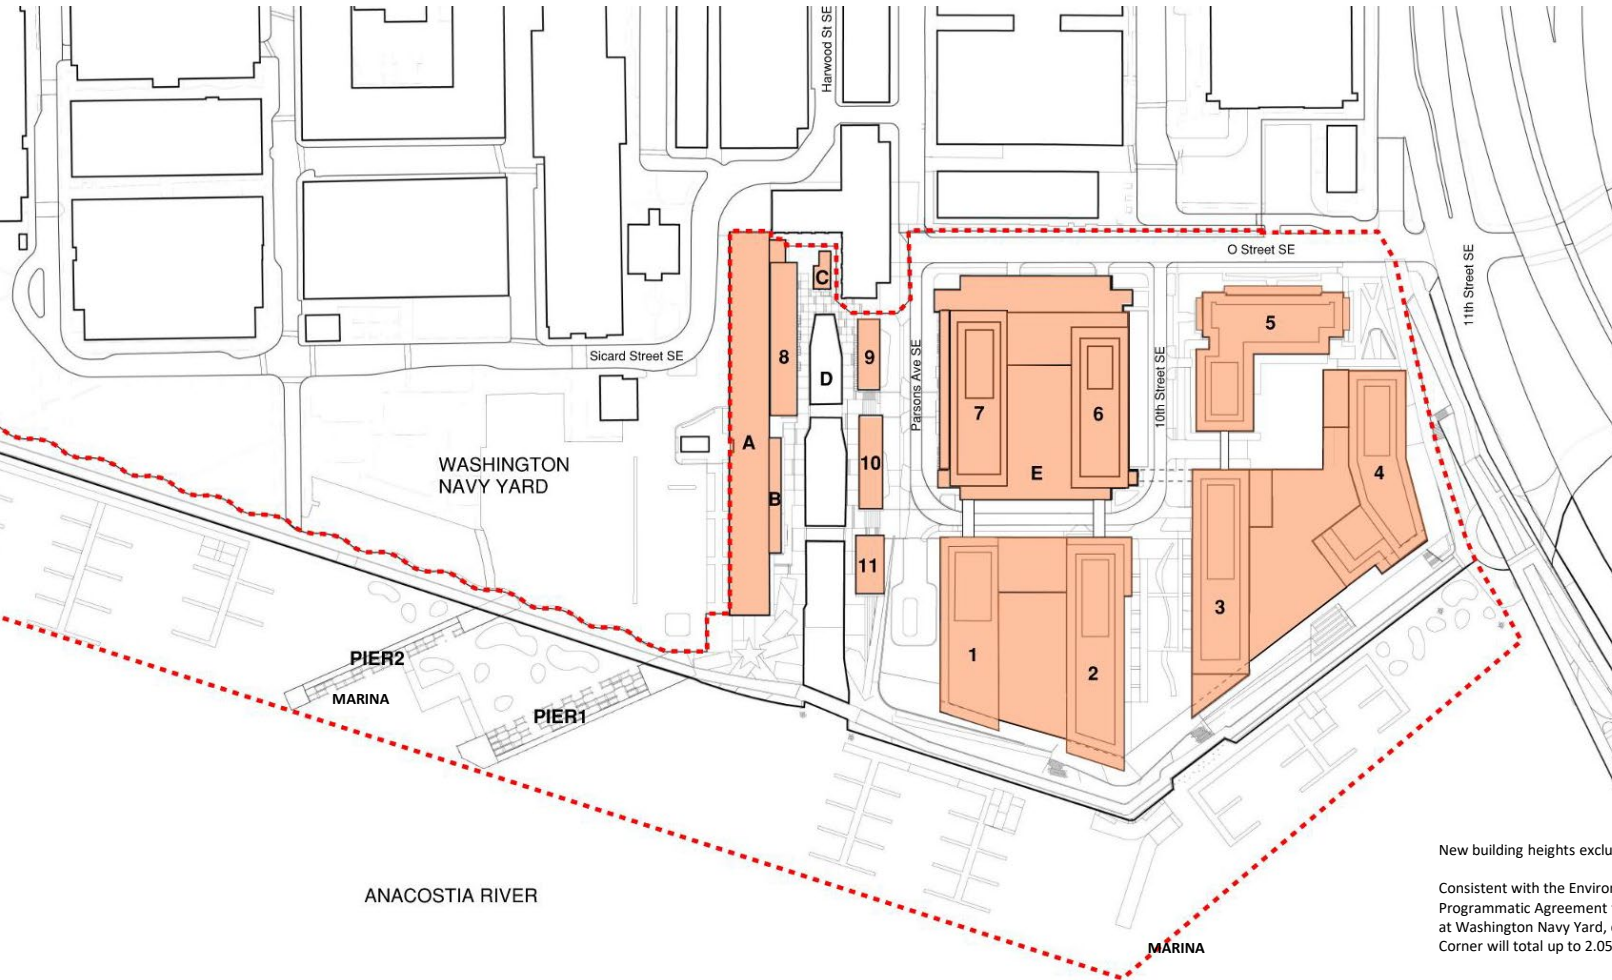 Harwood St SE
O Street SE
11th Street SE
C
5
Sicard Street SE
8
9
D
Parsons Ave SE
10th Street SE
7
6
A
WASHINGTON
NAVY YARD
10
E
4
B
11
3
1
2
PIER2
MARINA
PIER1
ANACOSTIA RIVER
MARINA
New building heights exclu
Consistent with the Enviro
Programmatic Agreement
at Washington Navy Yard,
Corner will total up to 2.05